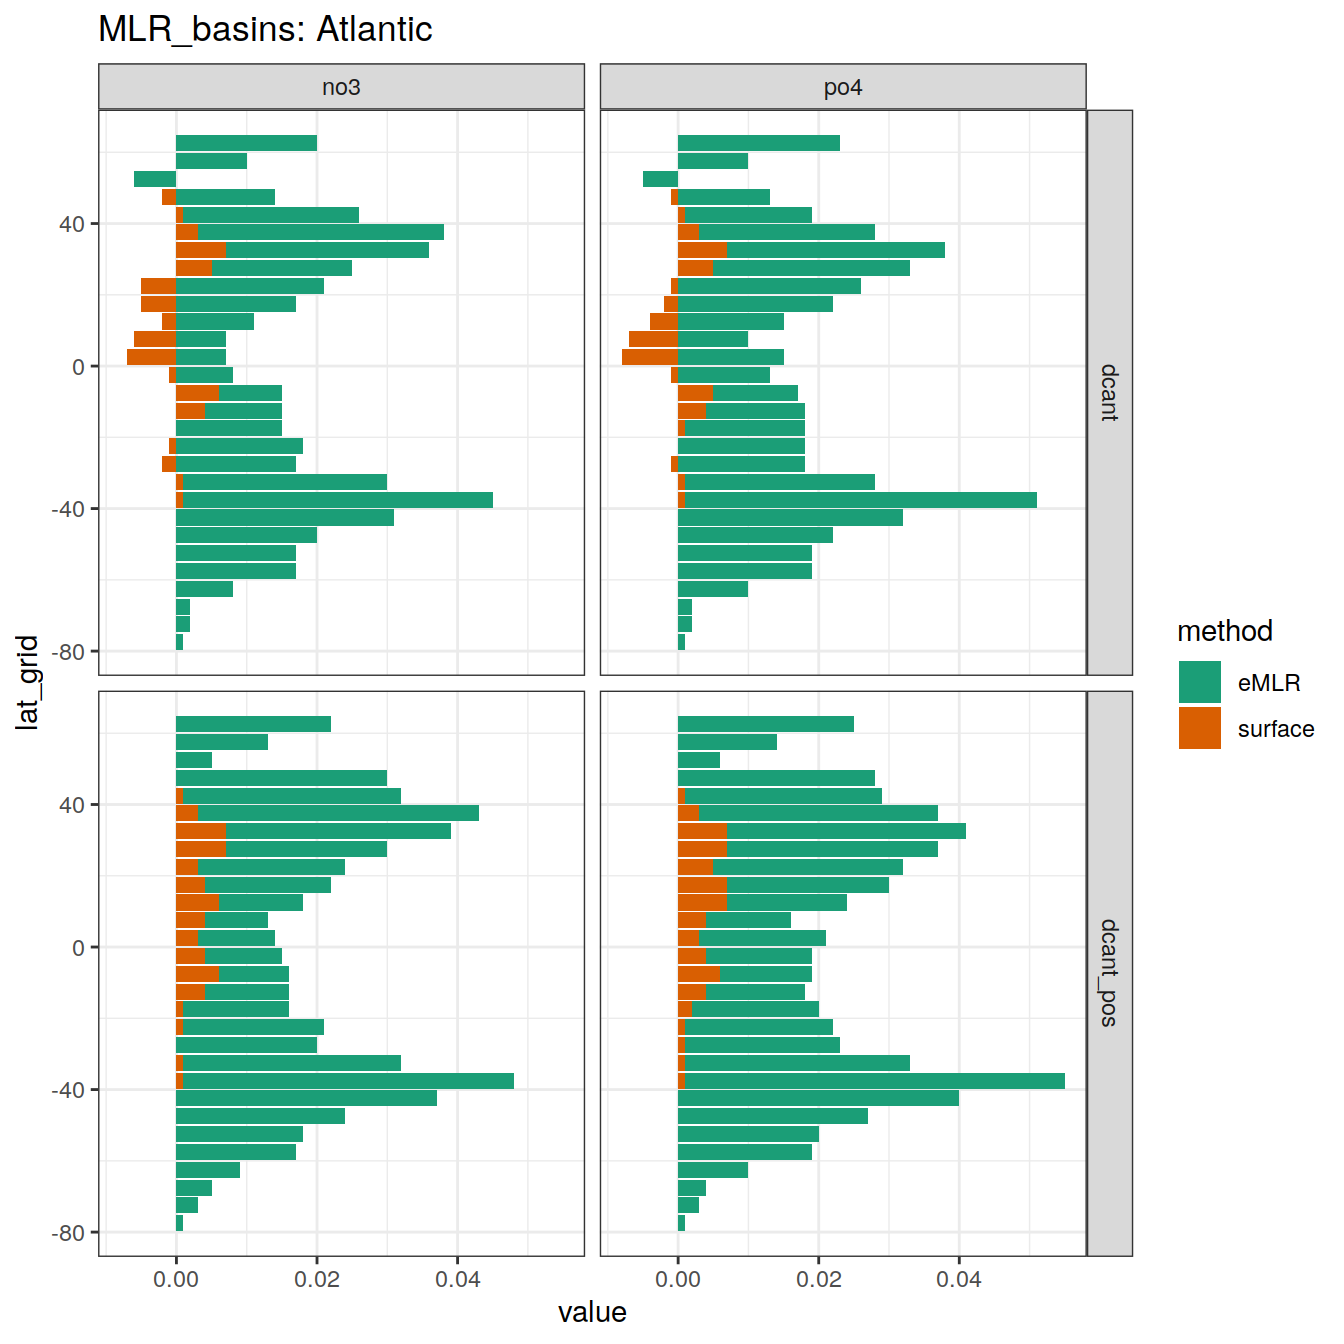 MLR_basins: Atlantic
no3
po4
40
0
-40
-80
dcant
40
0
-40
-80
dcant_pos
lat_grid
0.00
0.02
0.04
0.00
0.02
0.04
value
method
eMLR
surface